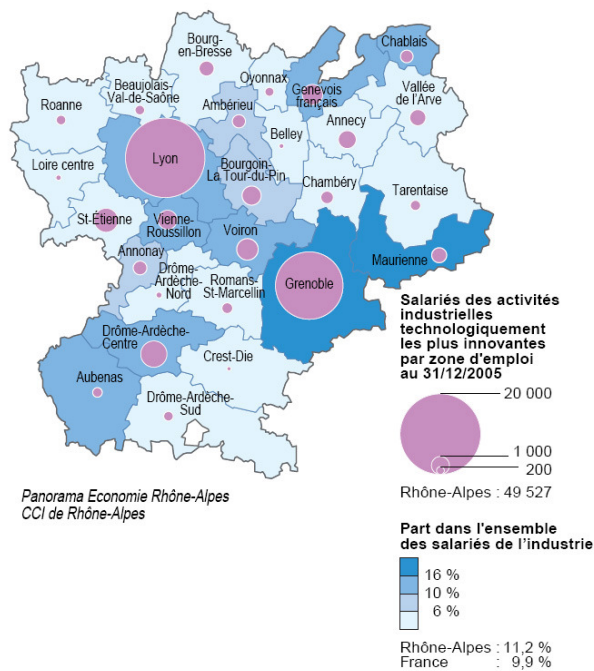 Bourg-
en-Bresse
Chablais
Oyonnax
Beaujolais-
Val-de-Saône
Genevois
français
Vallée
de l'Arve
Roanne
Ambérieu
Annecy
Belley
Lyon
Loire centre
Bourgoin-
La Tour-du-Pin
Chambéry
Tarentaise
St-Étienne
Vienne-
Roussillon
Voiron
Maurienne
Annonay
Drôme-
Ardèche-
Nord
Romans-
St-Marcellin
Grenoble
Drôme-Ardèche-
Centre
Crest-Die
Aubenas
Drôme-Ardèche-
Sud
Salariés des activités
industrielles
technologiquement
les plus innovantes
par zone d'emploi
au 31/12/2005
20 000
1 000
200
Rhône-Alpes : 49 527
Panorama Economie Rhône-Alpes
CCI de Rhône-Alpes
Part dans l'ensemble
des salariés de l'industrie
16 %
10 %
6 %
Rhône-Alpes : 11,2 %
France : 9,9 %